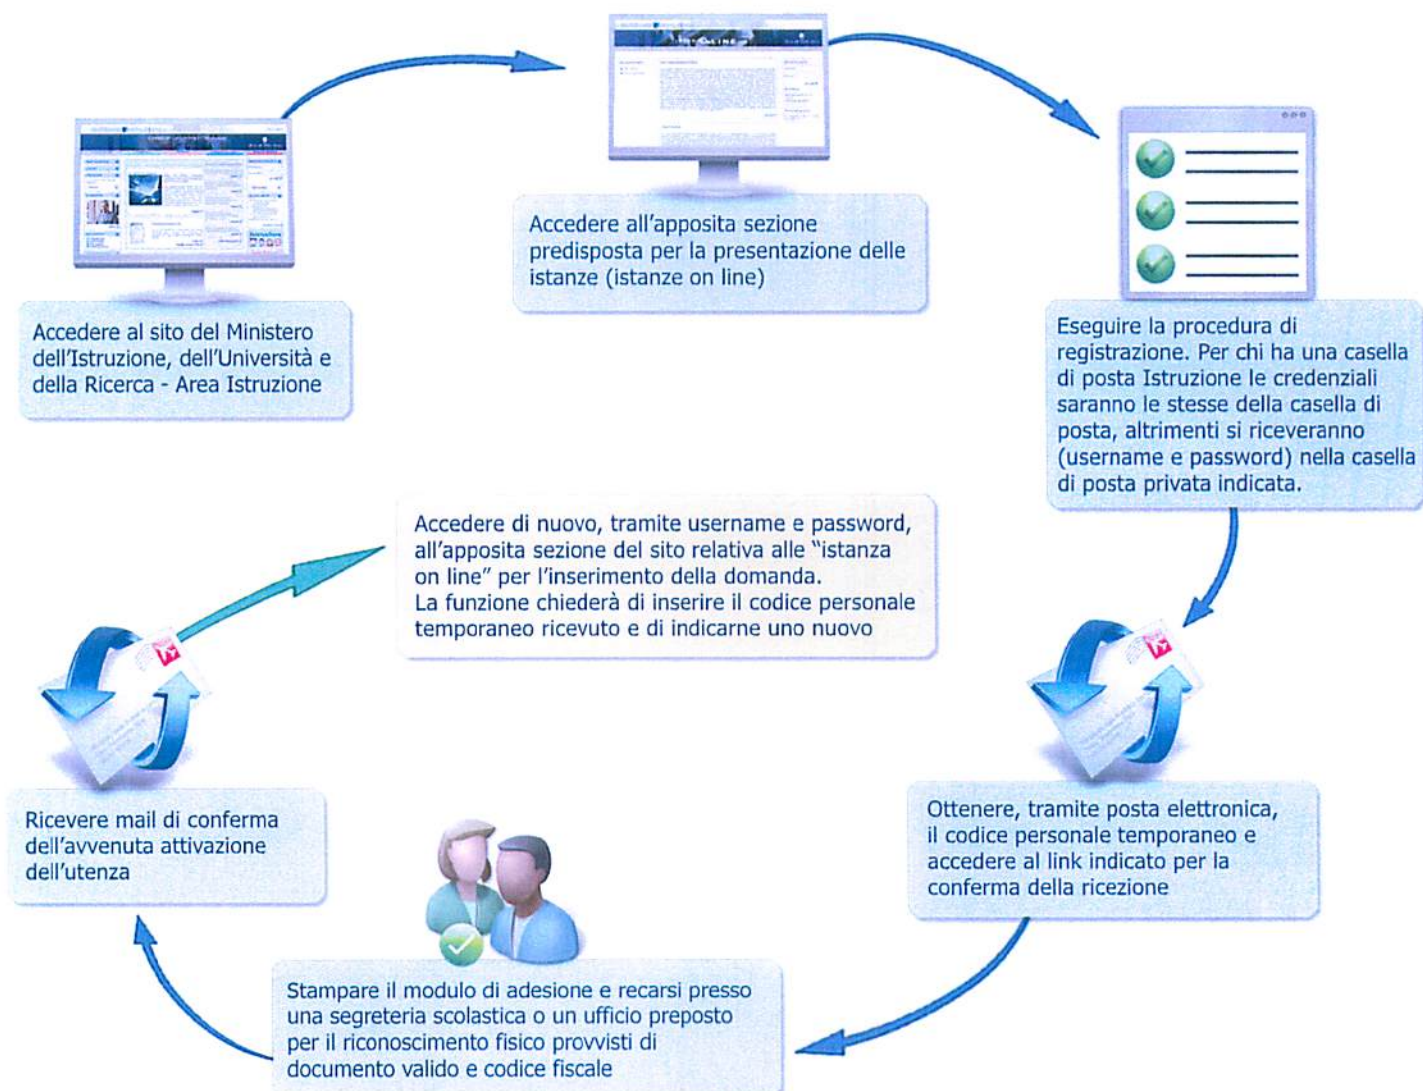 Accedere al sito del Ministero
dell'Istruzione, dell'Università e
della Ricerca - Area Istruzione
Accedere all'apposita sezione
predisposta per la presentazione delle
istanze (istanze on line)
Eseguire la procedura di
registrazione. Per chi ha una casella
di posta Istruzione le credenziali
saranno le stesse della casella di
posta, altrimenti si riceveranno
(username e password) nella casella
di posta privata indicata.
Ottenere, tramite posta elettronica,
il codice personale temporaneo e
accedere al link indicato per la
conferma della ricezione
Stampare il modulo di adesione e recarsi presso
una segreteria scolastica o un ufficio preposto
per il riconoscimento fisico provvisti di
documento valido e codice fiscale
Ricevere mail di conferma
dell'avvenuta attivazione
dell'utenza
Accedere di nuovo, tramite username e password,
all'apposita sezione del sito relativa alle "istanza
on line" per l'inserimento della domanda.
La funzione chiederà di inserire il codice personale
temporaneo ricevuto e di indicarne uno nuovo